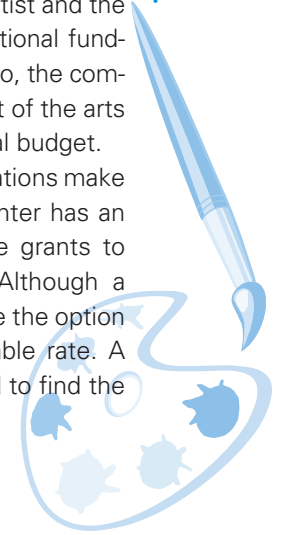 tist and the
tional fund-
o, the com-
t of the arts
al budget.
ations make
nter has an
e grants to
Although a
e the option
able rate. A
l to find the